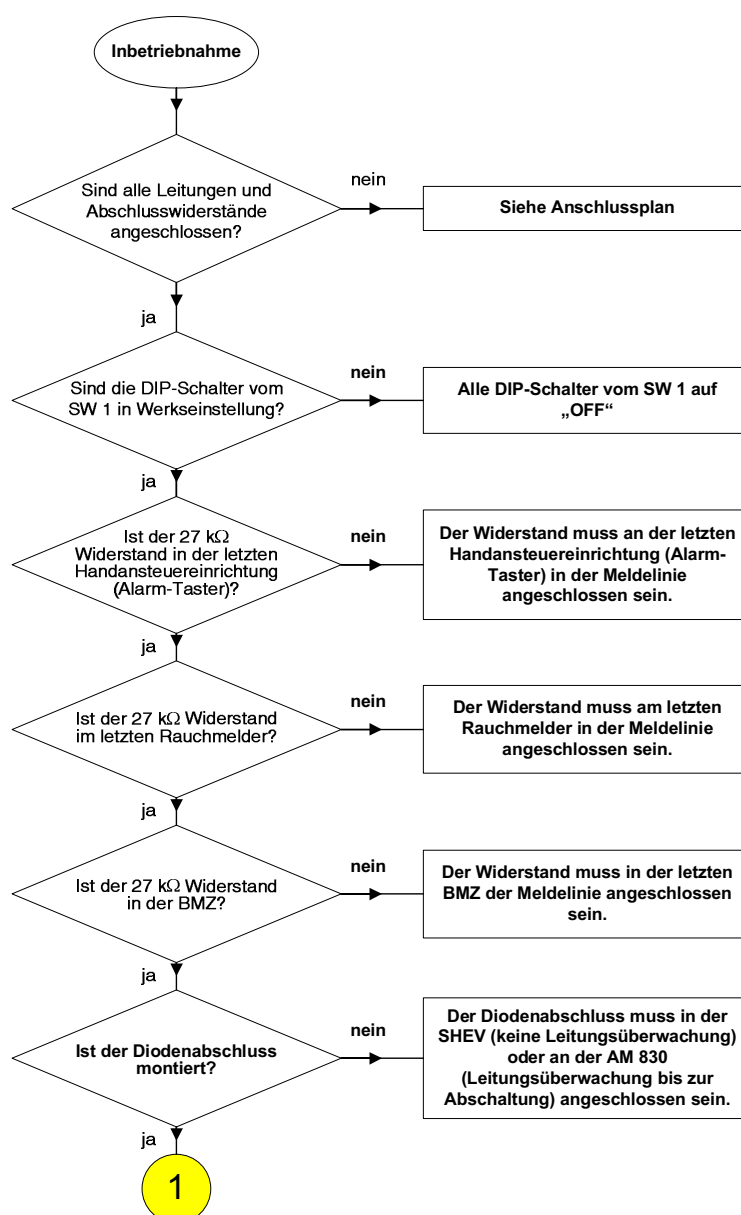 Inbetriebnahme
Sind alle Leitungen und
Abschlusswiderstände
angeschlossen?
nein
Siehe Anschlussplan
ja
Sind die DIP-Schalter vom
SW 1 in Werkseinstellung?
nein
Alle DIP-Schalter vom SW 1 auf
„OFF“
ja
Ist der 27 kΩ
Widerstand in der letzten
Handansteuereinrichtung
(Alarm-Taster)?
nein
Der Widerstand muss an der letzten
Handansteuereinrichtung (Alarm-
Taster) in der Meldelinie
angeschlossen sein.
ja
Ist der 27 kΩ Widerstand
im letzten Rauchmelder?
nein
Der Widerstand muss am letzten
Rauchmelder in der Meldelinie
angeschlossen sein.
ja
Ist der 27 kΩ Widerstand
in der BMZ?
nein
Der Widerstand muss in der letzten
BMZ der Meldelinie angeschlossen
sein.
ja
Ist der Diodenabschluss
montiert?
nein
Der Diodenabschluss muss in der
SHEV (keine Leitungsüberwachung)
oder an der AM 830
(Leitungsüberwachung bis zur
Abschaltung) angeschlossen sein.
ja
1